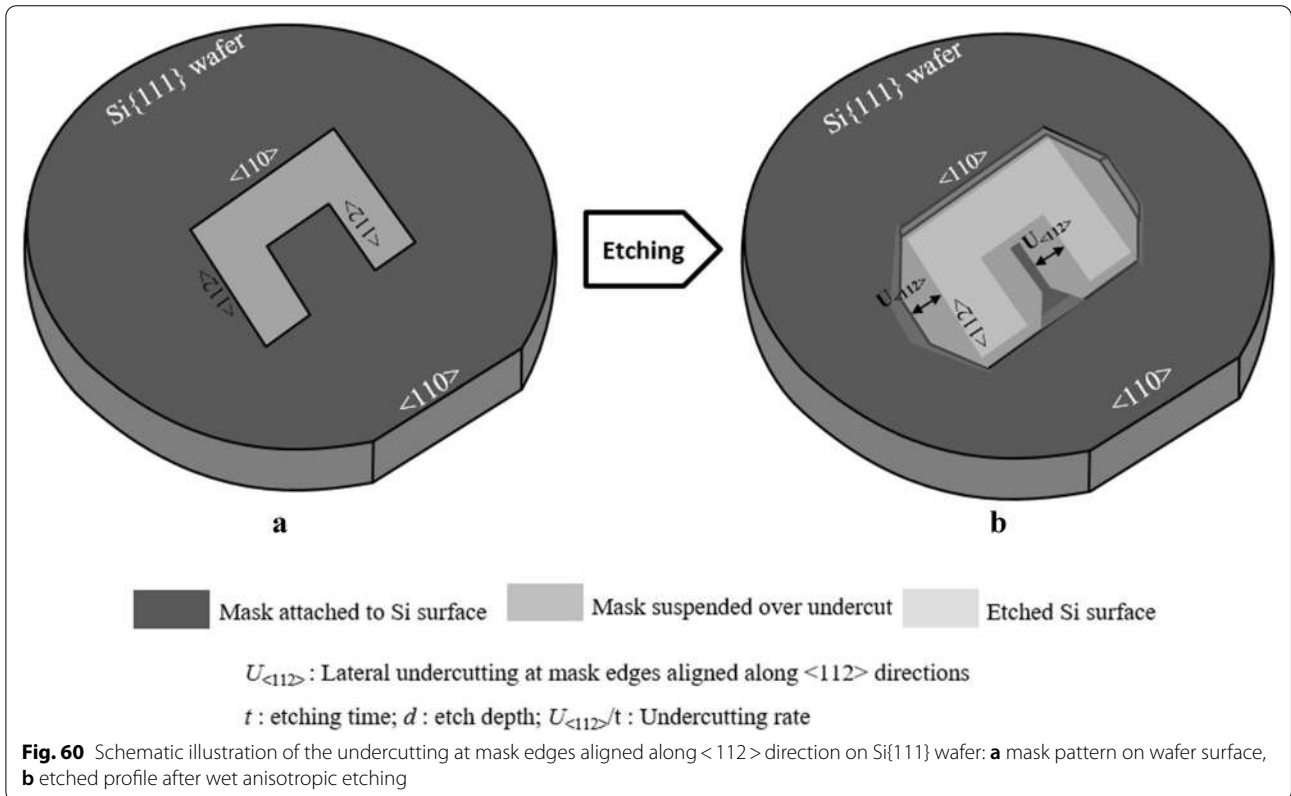 Si{111} wafer
<110>
<112>
<112>
<110>
a
Etching
Si{111} wafer
<110>
U<112>
U<112>
<112>
<110>
b
Mask attached to Si surface
Mask suspended over undercut
Etched Si surface
U<112> : Lateral undercutting at mask edges aligned along <112> directions
t : etching time; d : etch depth; U<112>/t : Undercutting rate
Fig. 60 Schematic illustration of the undercutting at mask edges aligned along < 112 > direction on Si{111} wafer: a mask pattern on wafer surface,
b etched profile after wet anisotropic etching